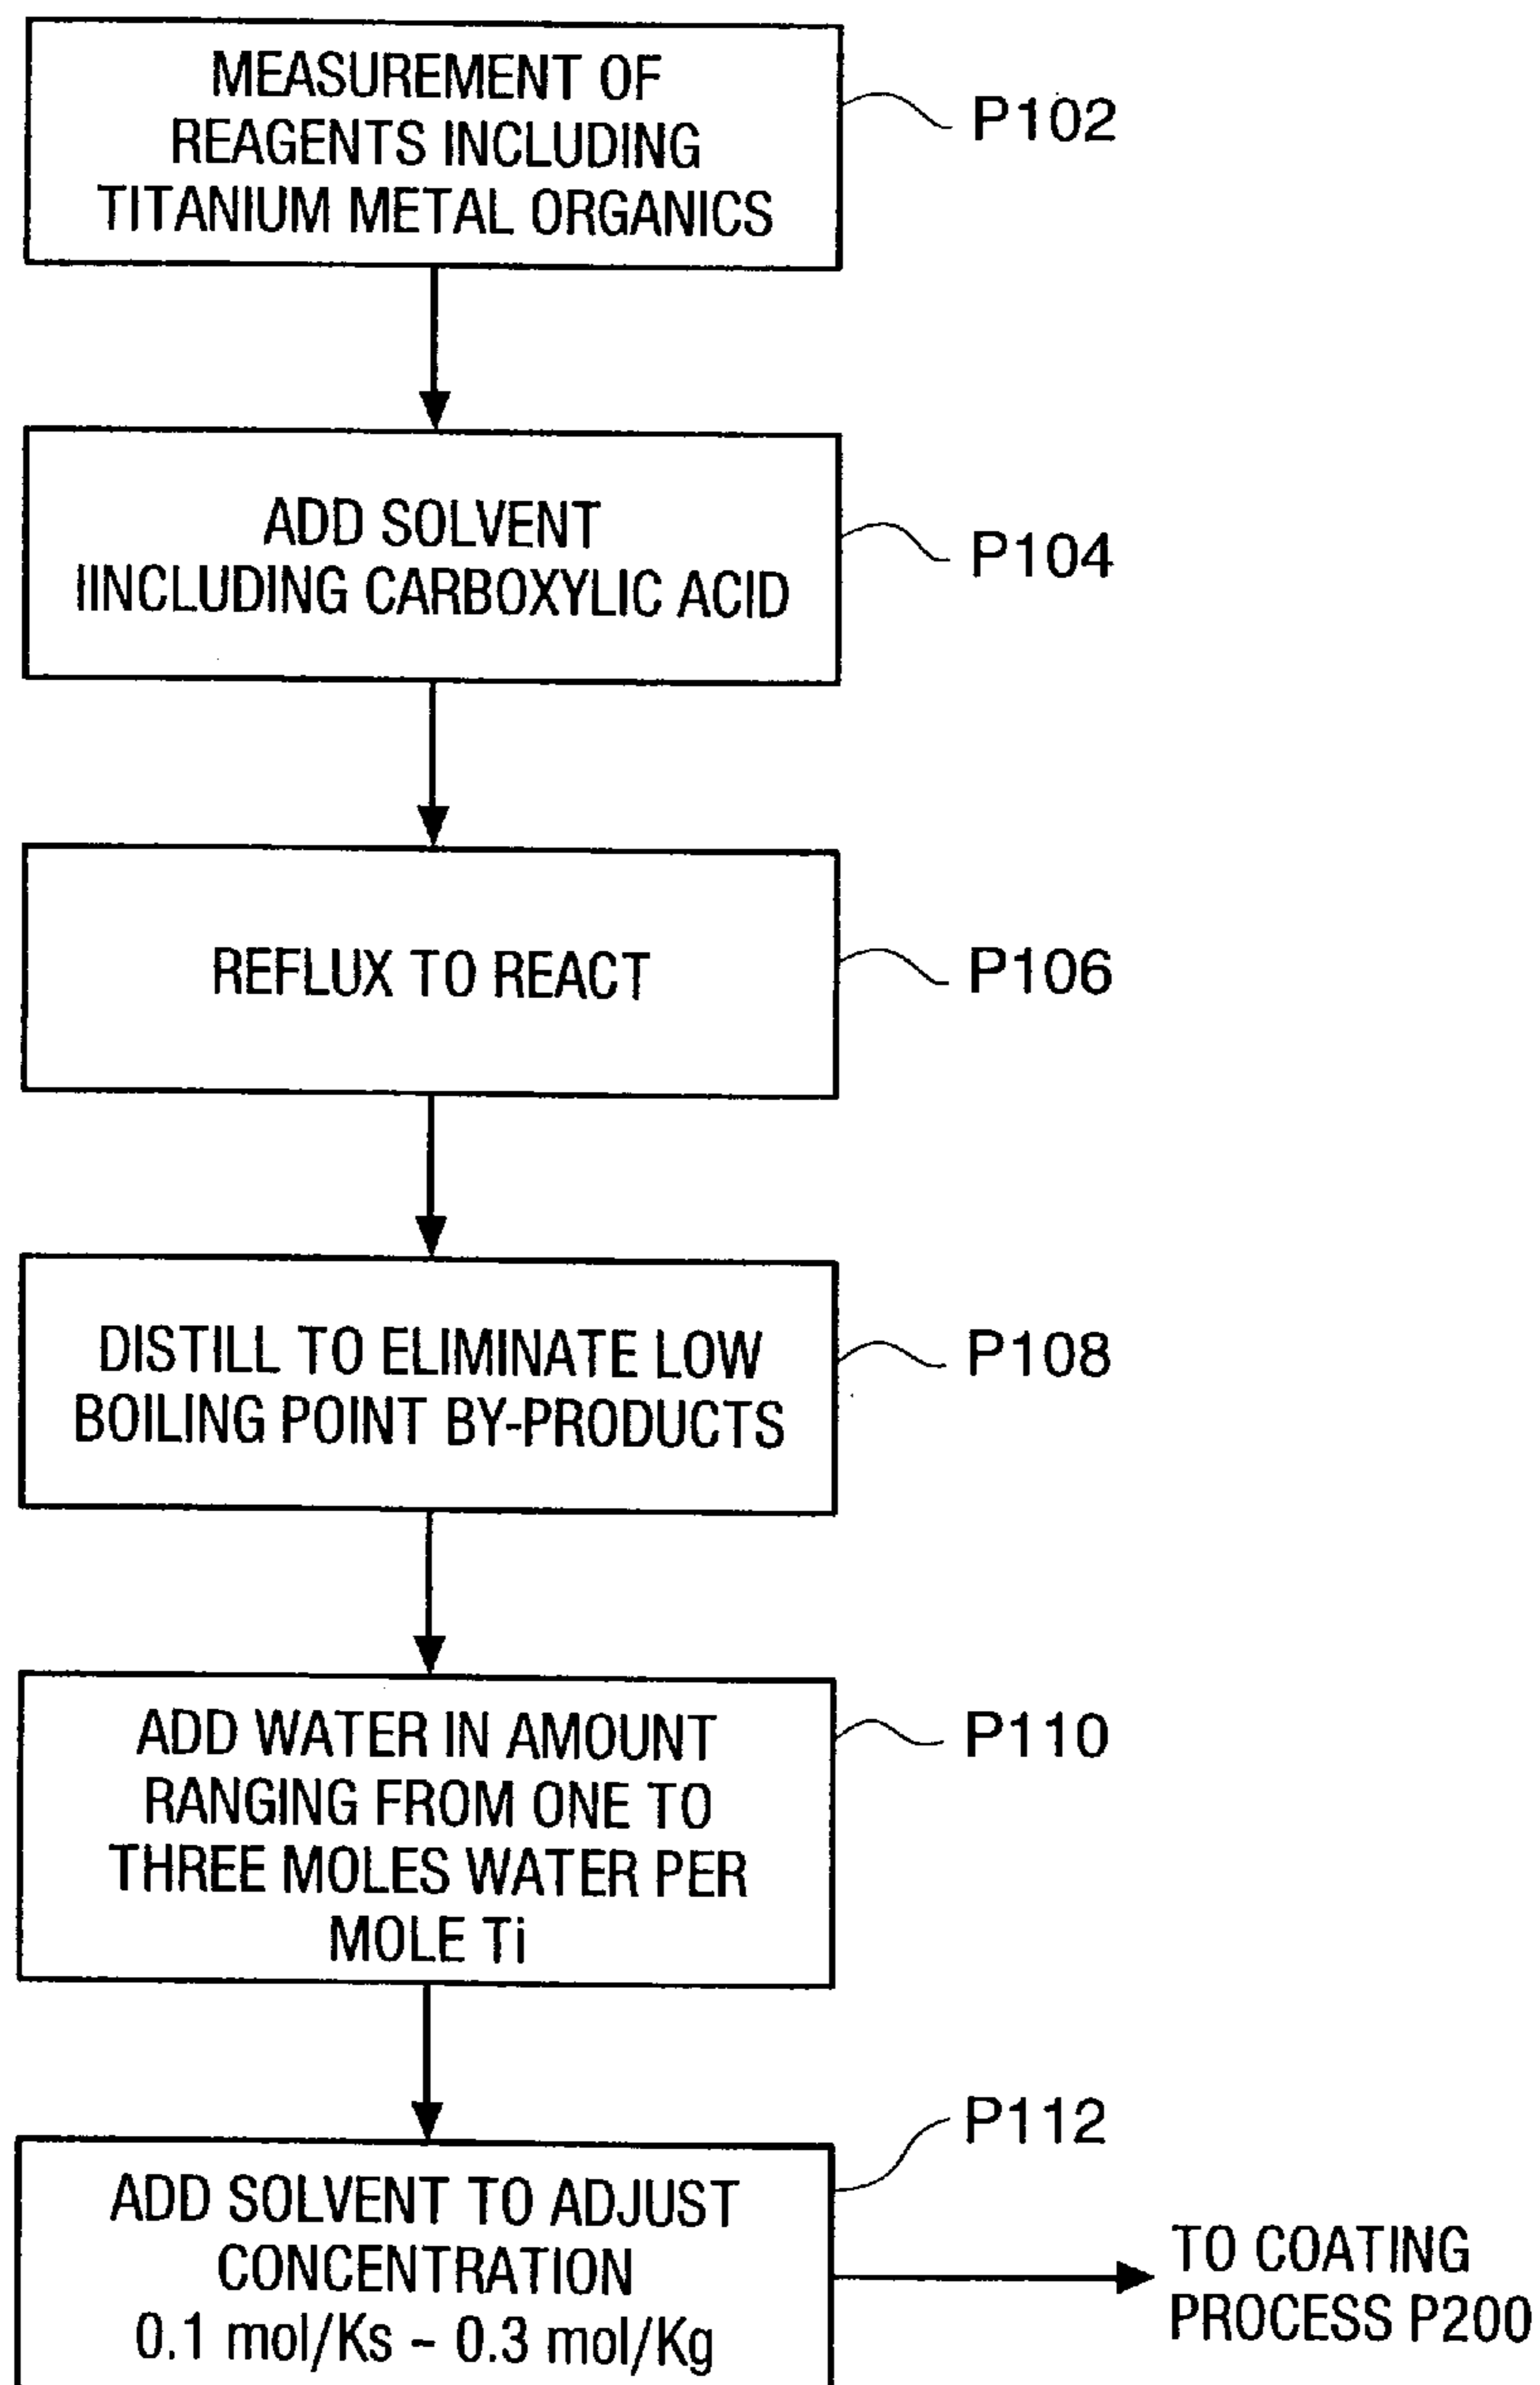 MEASUREMENT OF
REAGENTS INCLUDING
TITANIUM METAL ORGANICS
P102
ADD SOLVENT
IINCLUDING CARBOXYLIC ACID
P104
REFLUX TO REACT
P106
DISTILL TO ELIMINATE LOW
BOILING POINT BY-PRODUCTS
P108
ADD WATER IN AMOUNT
RANGING FROM ONE TO
THREE MOLES WATER PER
MOLE Ti
P110
ADD SOLVENT TO ADJUST
CONCENTRATION
0.1 mol/Ks - 0.3 mol/Kg
P112
TO COATING
PROCESS P200